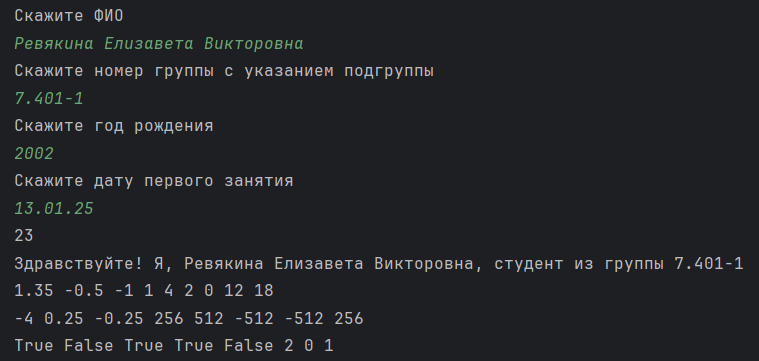 Скажите ФИО
Ревякина Елизавета Викторовна
Скажите номер группы с указанием подгруппы
7.401-1
Скажите год рождения
2002
Скажите дату первого занятия
13.01.25
23
Здравствуйте! Я, Ревякина Елизавета Викторовна, студент из группы 7.401-1
1.35 -0.5 -1 1 4 2 0 12 18
-4 0.25 -0.25 256 512 -512 -512 256
True False True True False 2 0 1